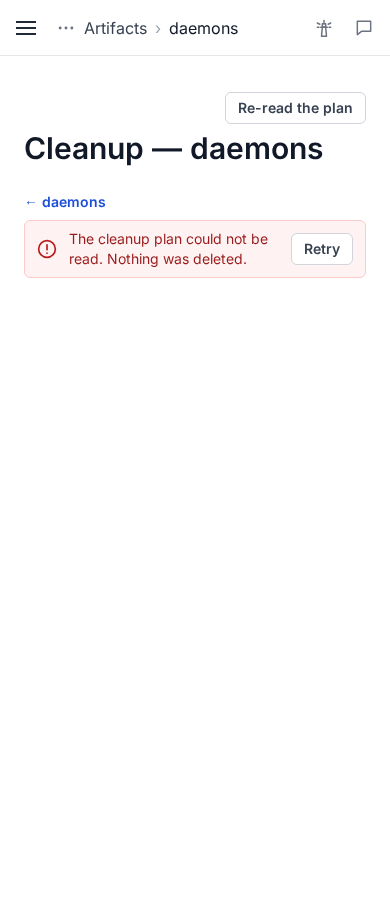 ··· Artifacts › daemons
Re-read the plan
Cleanup — daemons
← daemons
The cleanup plan could not be
read. Nothing was deleted.
Retry